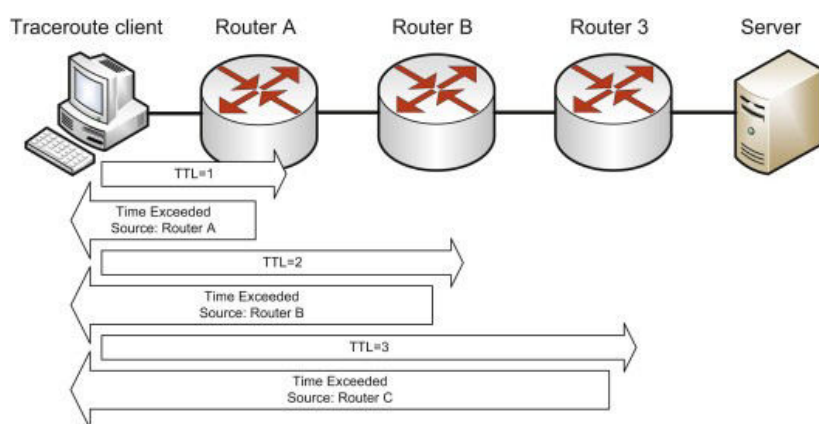 Traceroute client Router A Router B Router 3 Server
TTL=1
Time Exceeded
Source: Router A
TTL=2
Time Exceeded
Source: Router B
TTL=3
Time Exceeded
Source: Router C